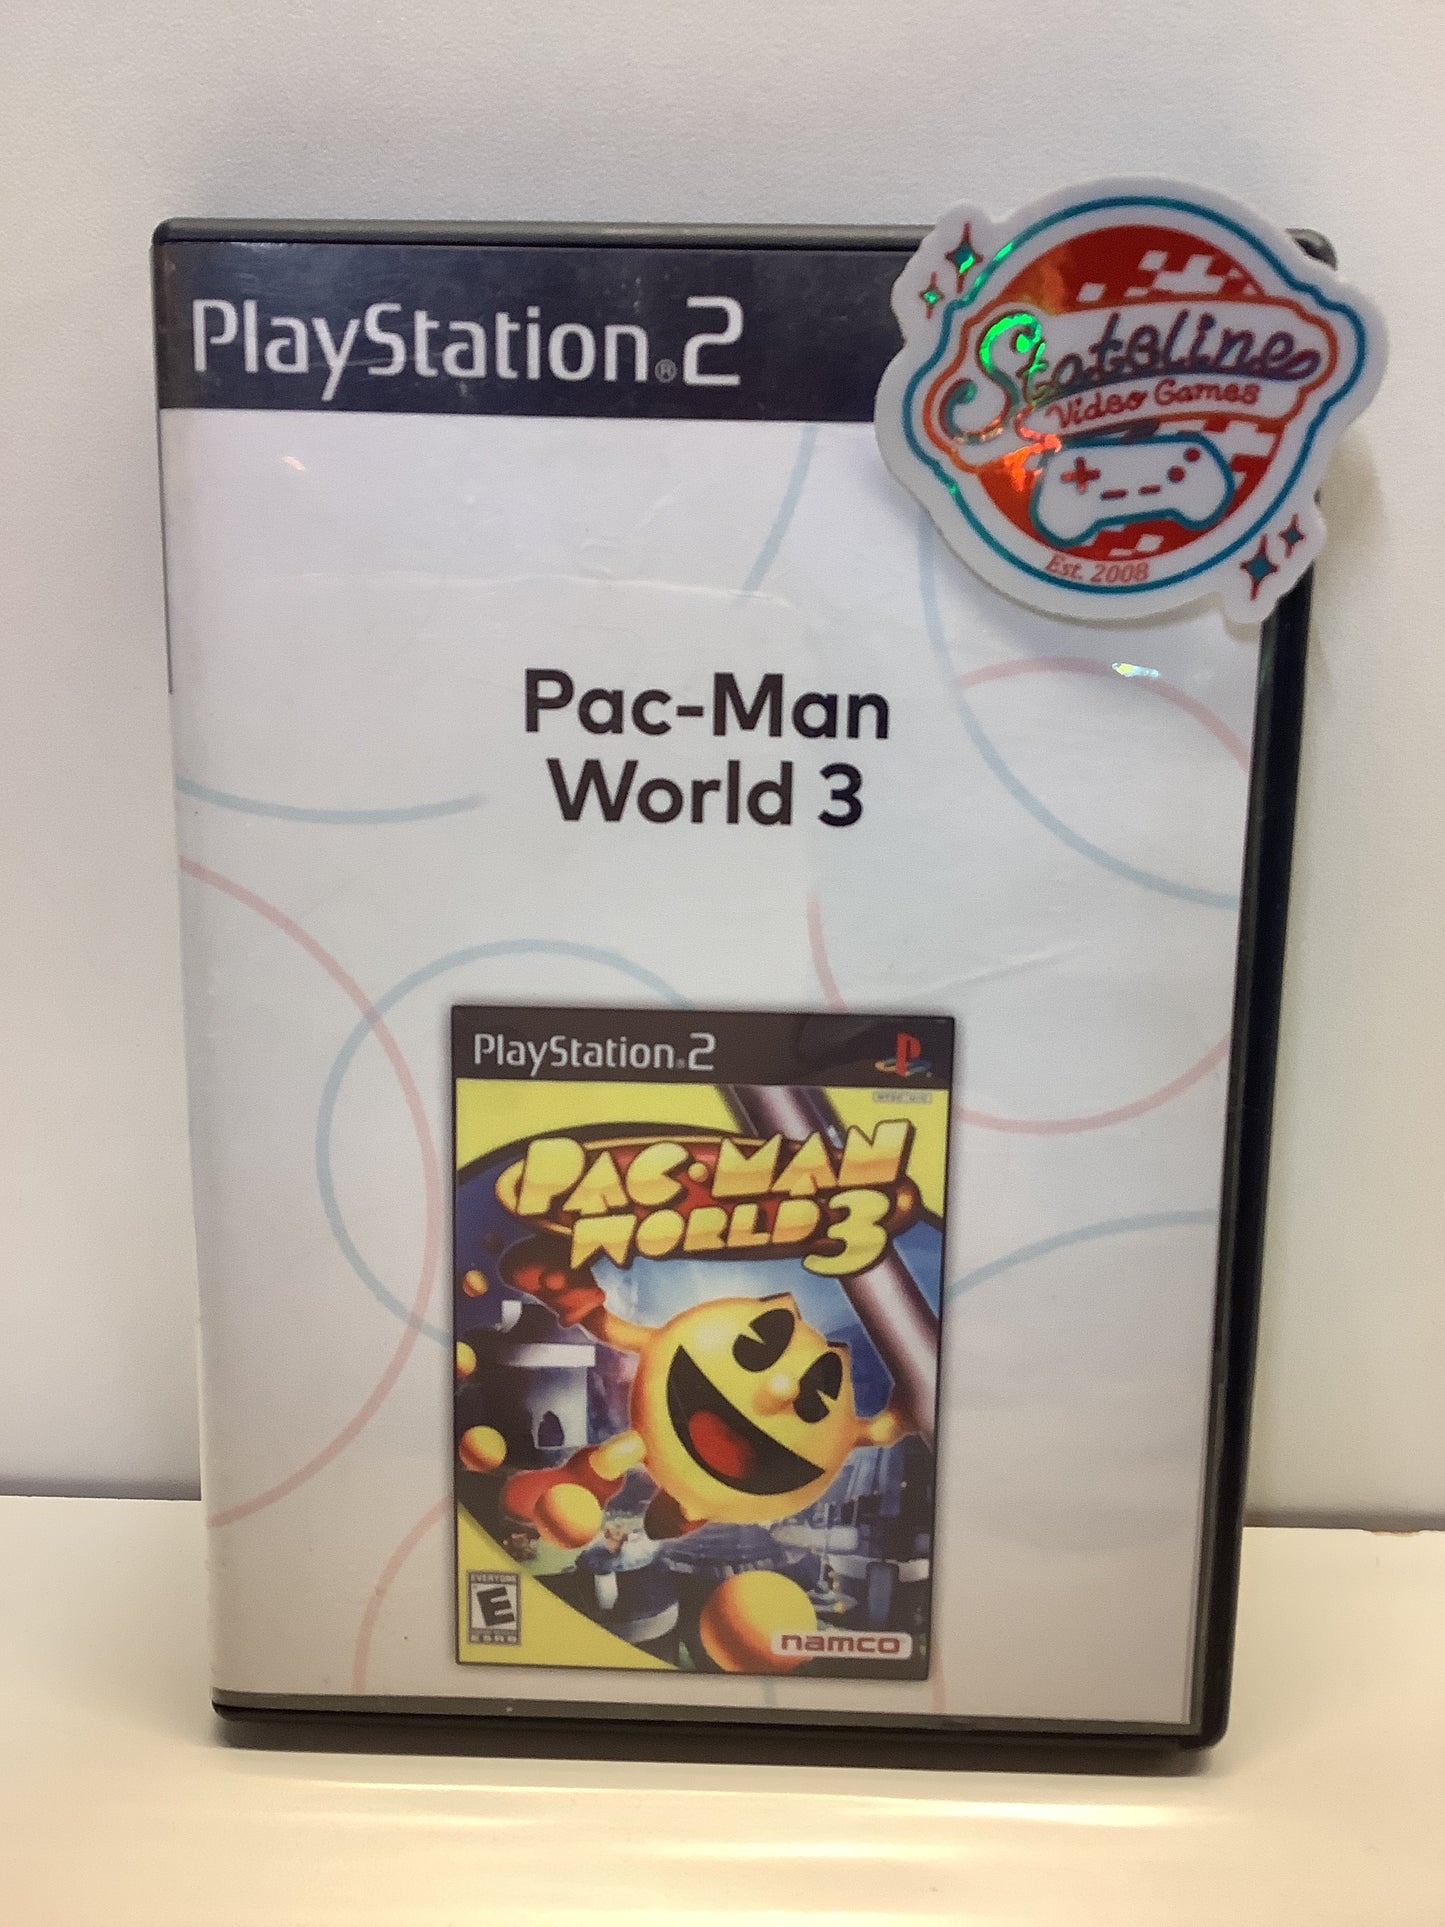 PlayStation®2
Stateline
Video Games
Est. 2008
Pac-Man
World 3
PlayStation®2
NTSC U/C
PAC-MAN
WORLD 3
EVERYONE
E
ESRB
namco